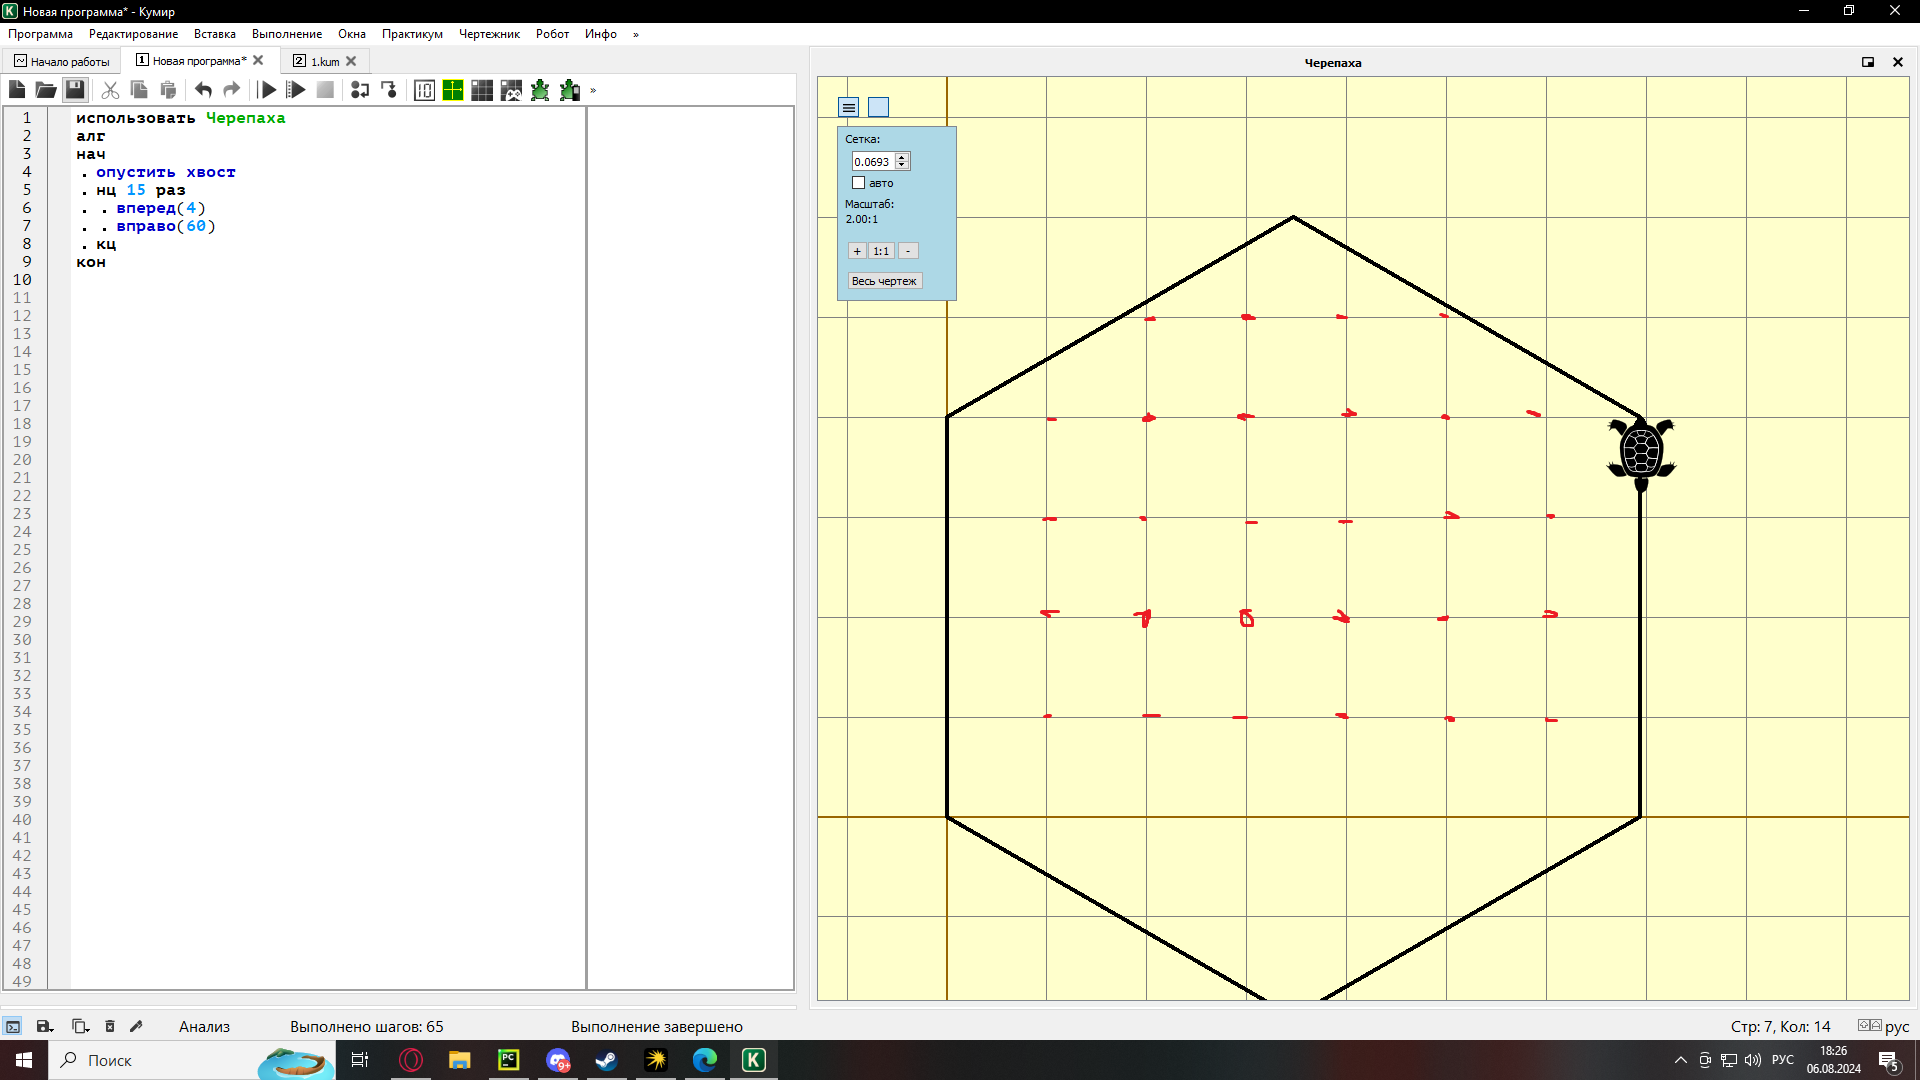 Новая программа* - Кумир
Программа Редактирование Вставка Выполнение Окна Практикум Чертежник Робот Инфо »
Начало работы 1 Новая программа* 2 1.kum
Черепаха
»
1 использовать Черепаха
2 алг
3 нач
4 . опустить хвост
5 . нц 15 раз
6 . . вперед(4)
7 . . вправо(60)
8 . кц
9 кон
10
11
12
13
14
15
16
17
18
19
20
21
22
23
24
25
26
27
28
29
30
31
32
33
34
35
36
37
38
39
40
41
42
43
44
45
46
47
48
49
Сетка:
0.0693
авто
Масштаб:
2.00:1
+ 1:1 -
Весь чертеж
Анализ Выполнено шагов: 65 Выполнение завершено Стр: 7, Кол: 14 рус
Поиск PC 9+ K РУС 18:26 5
06.08.2024